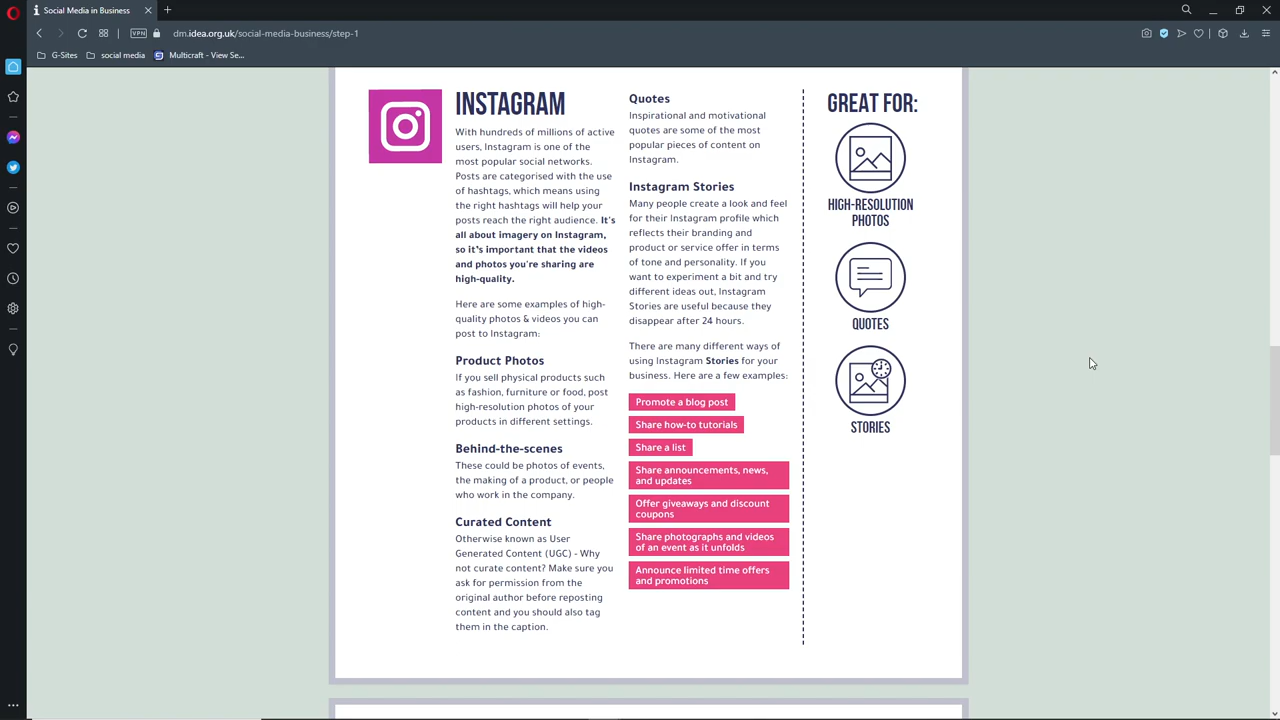 Social Media in Business
VPN
dm.idea.org.uk/social-media-business/step-1
G-Sites
social media
Multicraft - View Se...
INSTAGRAM
With hundreds of millions of active
users, Instagram is one of the
most popular social networks.
Posts are categorised with the use
of hashtags, which means using
the right hashtags will help your
posts reach the right audience. It's
all about imagery on Instagram,
so it's important that the videos
and photos you're sharing are
high-quality.
Here are some examples of high-
quality photos & videos you can
post to Instagram:
Product Photos
If you sell physical products such
as fashion, furniture or food, post
high-resolution photos of your
products in different settings.
Behind-the-scenes
These could be photos of events,
the making of a product, or people
who work in the company.
Curated Content
Otherwise known as User
Generated Content (UGC) - Why
not curate content? Make sure you
ask for permission from the
original author before reposting
content and you should also tag
them in the caption.
Quotes
Inspirational and motivational
quotes are some of the most
popular pieces of content on
Instagram.
Instagram Stories
Many people create a look and feel
for their Instagram profile which
reflects their branding and
product or service offer in terms
of tone and personality. If you
want to experiment a bit and try
different ideas out, Instagram
Stories are useful because they
disappear after 24 hours.
There are many different ways of
using Instagram Stories for your
business. Here are a few examples:
Promote a blog post
Share how-to tutorials
Share a list
Share announcements, news,
and updates
Offer giveaways and discount
coupons
Share photographs and videos
of an event as it unfolds
Announce limited time offers
and promotions
GREAT FOR:
HIGH-RESOLUTION
PHOTOS
QUOTES
STORIES